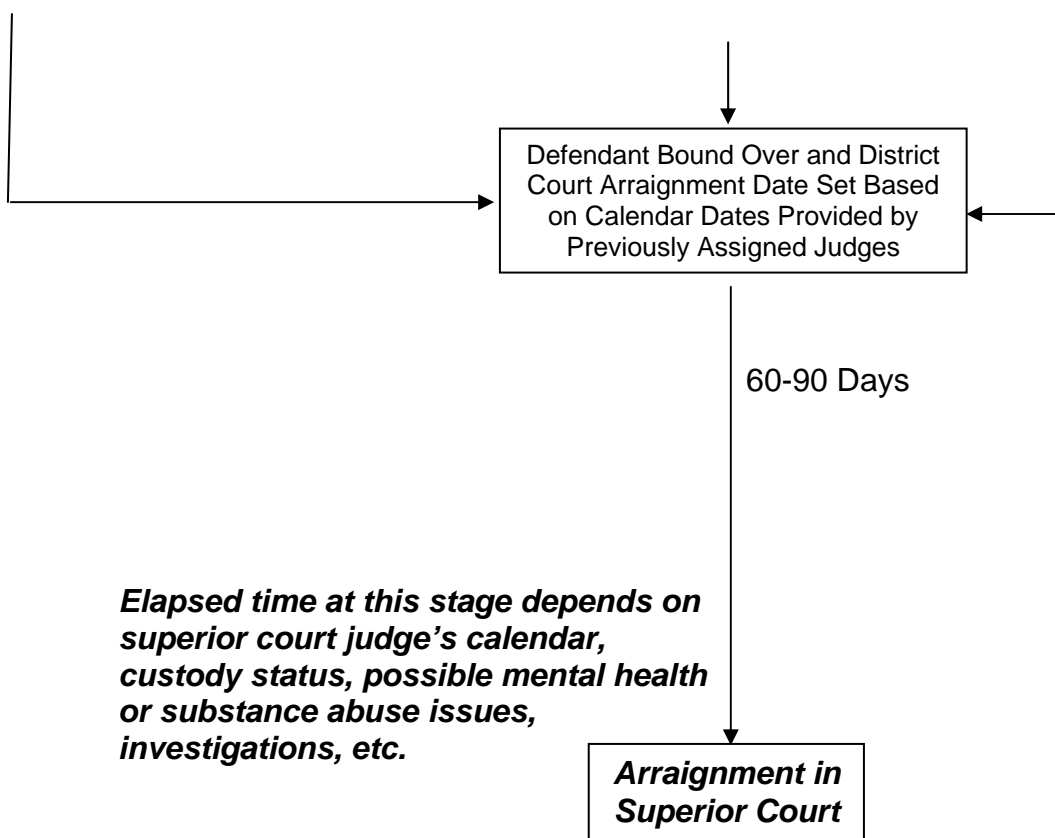 Defendant Bound Over and District
Court Arraignment Date Set Based
on Calendar Dates Provided by
Previously Assigned Judges
60-90 Days
Elapsed time at this stage depends on
superior court judge’s calendar,
custody status, possible mental health
or substance abuse issues,
investigations, etc.
Arraignment in
Superior Court